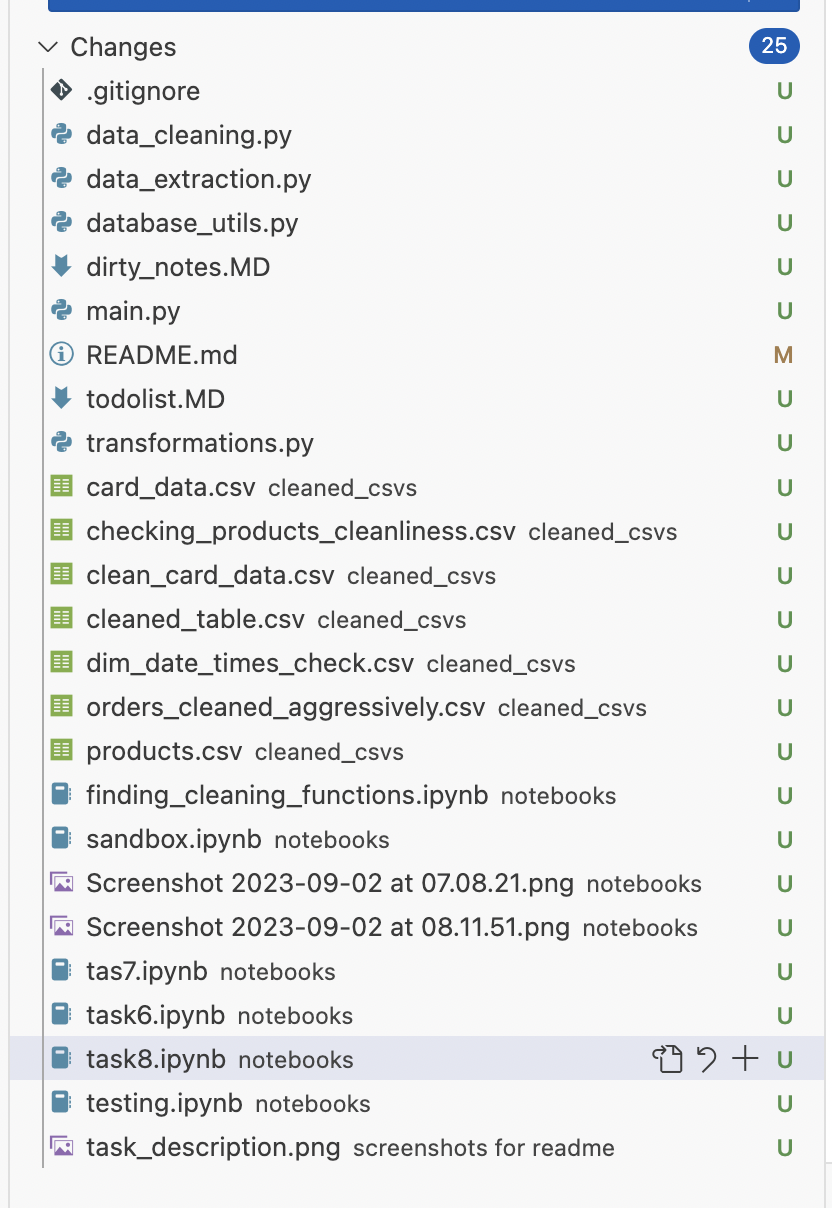 Changes 25
.gitignore U
data_cleaning.py U
data_extraction.py U
database_utils.py U
dirty_notes.MD U
main.py U
README.md M
todolist.MD U
transformations.py U
card_data.csv cleaned_csvs U
checking_products_cleanliness.csv cleaned_csvs U
clean_card_data.csv cleaned_csvs U
cleaned_table.csv cleaned_csvs U
dim_date_times_check.csv cleaned_csvs U
orders_cleaned_aggressively.csv cleaned_csvs U
products.csv cleaned_csvs U
finding_cleaning_functions.ipynb notebooks U
sandbox.ipynb notebooks U
Screenshot 2023-09-02 at 07.08.21.png notebooks U
Screenshot 2023-09-02 at 08.11.51.png notebooks U
tas7.ipynb notebooks U
task6.ipynb notebooks U
task8.ipynb notebooks U
testing.ipynb notebooks U
task_description.png screenshots for readme U